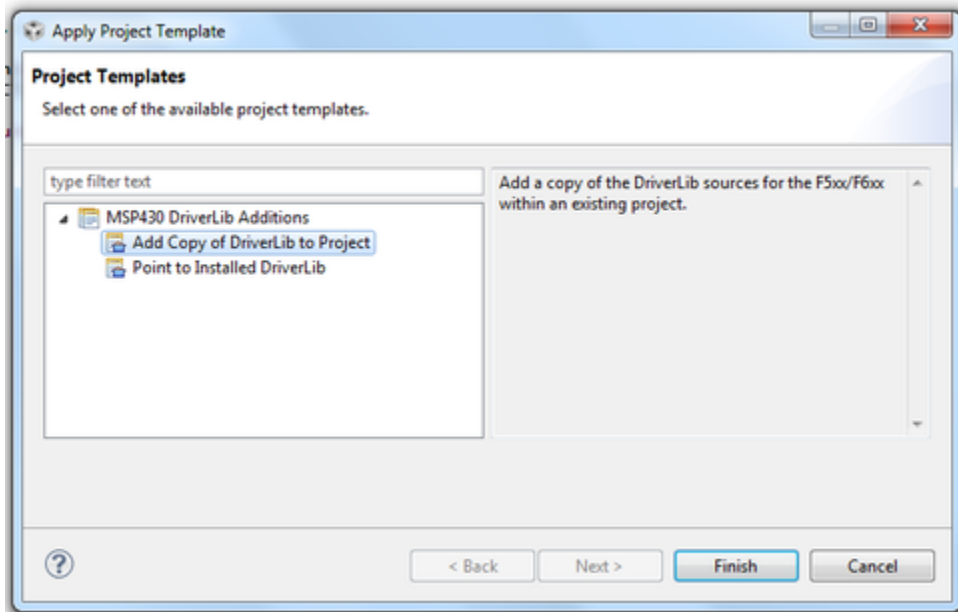 Apply Project Template
Project Templates
Select one of the available project templates.
type filter text
MSP430 DriverLib Additions
Add Copy of DriverLib to Project
Point to Installed DriverLib
Add a copy of the DriverLib sources for the F5xx/F6xx
within an existing project.
?
< Back
Next >
Finish
Cancel